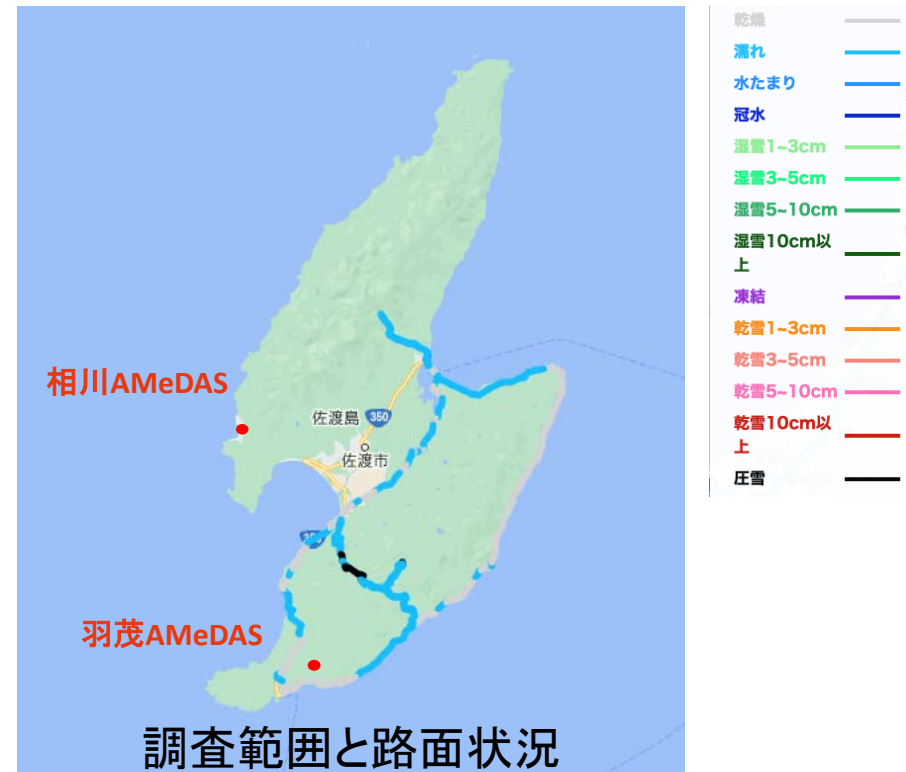 相川AMeDAS
佐渡島 350
佐渡市
350
羽茂AMeDAS
調査範囲と路面状況
乾燥
濡れ
水たまり
冠水
湿雪1~3cm
湿雪3~5cm
湿雪5~10cm
湿雪10cm以
上
凍結
乾雪1~3cm
乾雪3~5cm
乾雪5~10cm
乾雪10cm以
上
圧雪